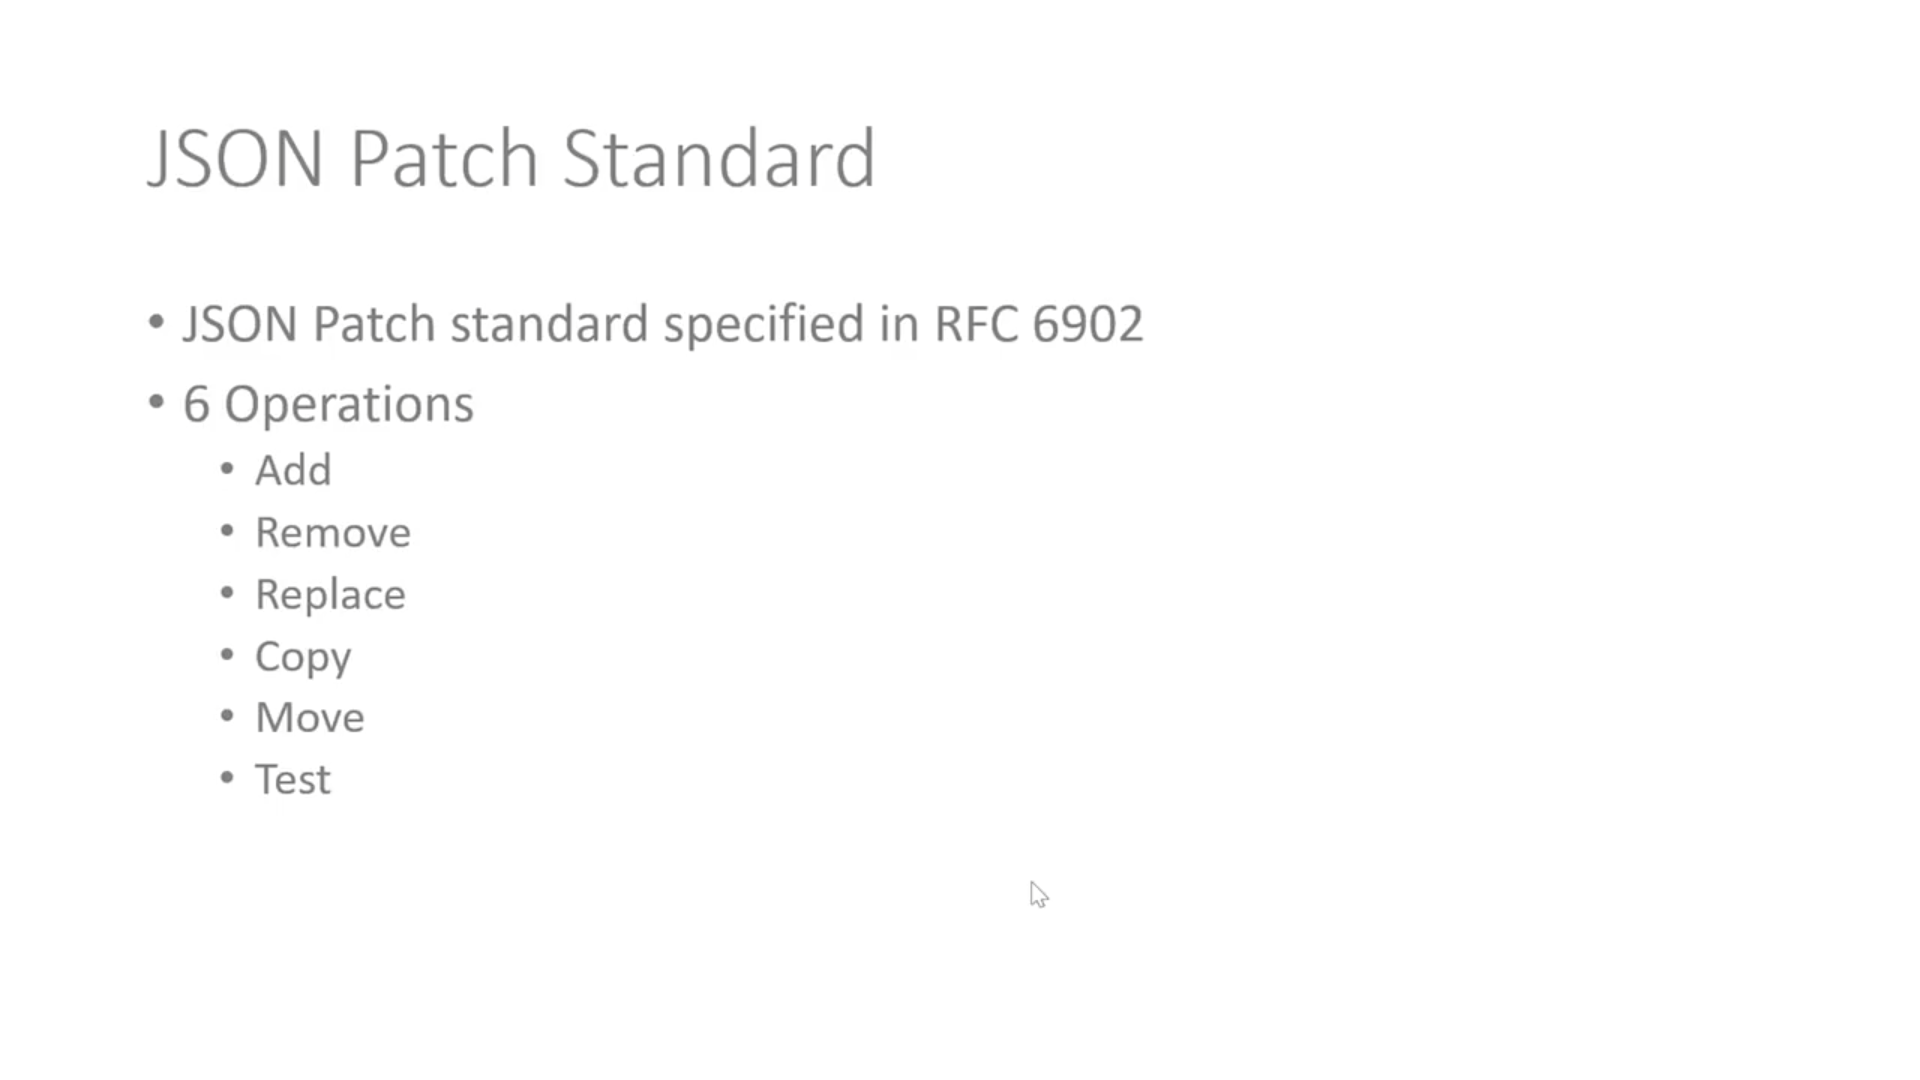 JSON Patch Standard
• JSON Patch standard specified in RFC 6902
• 6 Operations
• Add
• Remove
• Replace
• Copy
• Move
• Test